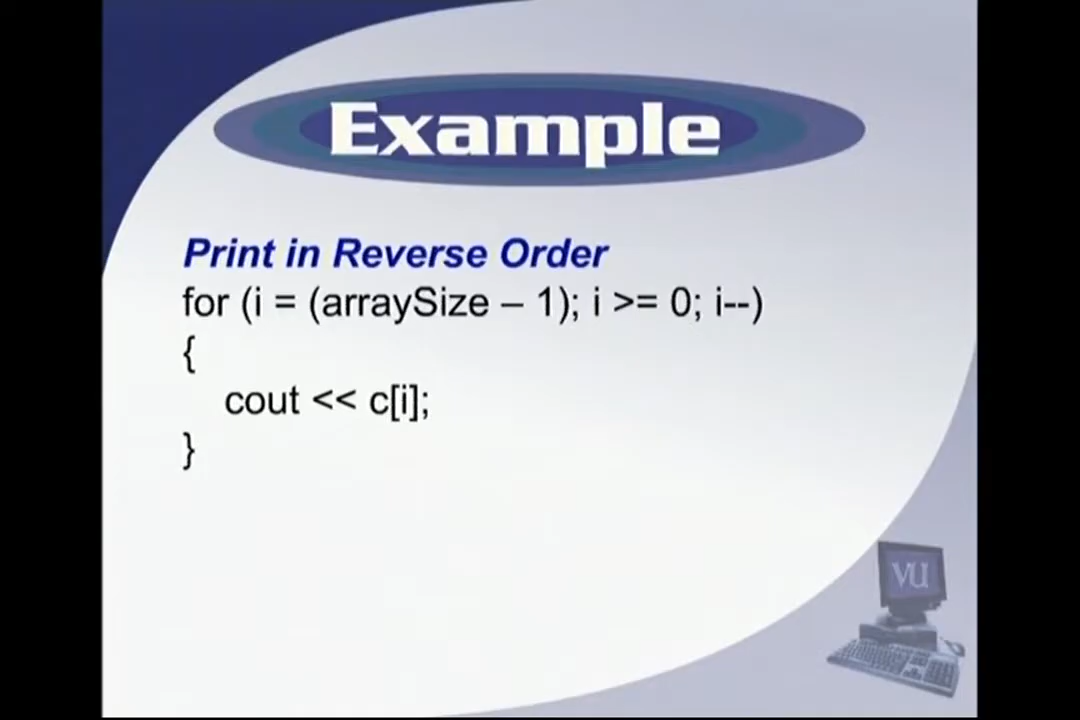 Example
Print in Reverse Order
for (i = (arraySize – 1); i >= 0; i--)
{
cout << c[i];
}
VU